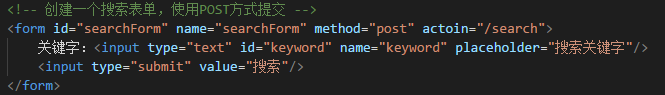 <!-- 创建一个搜索表单，使用POST方式提交 -->
<form id="searchForm" name="searchForm" method="post" actoin="/search">
    关键字：<input type="text" id="keyword" name="keyword" placeholder="搜索关键字"/>
    <input type="submit" value="搜索"/>
</form>